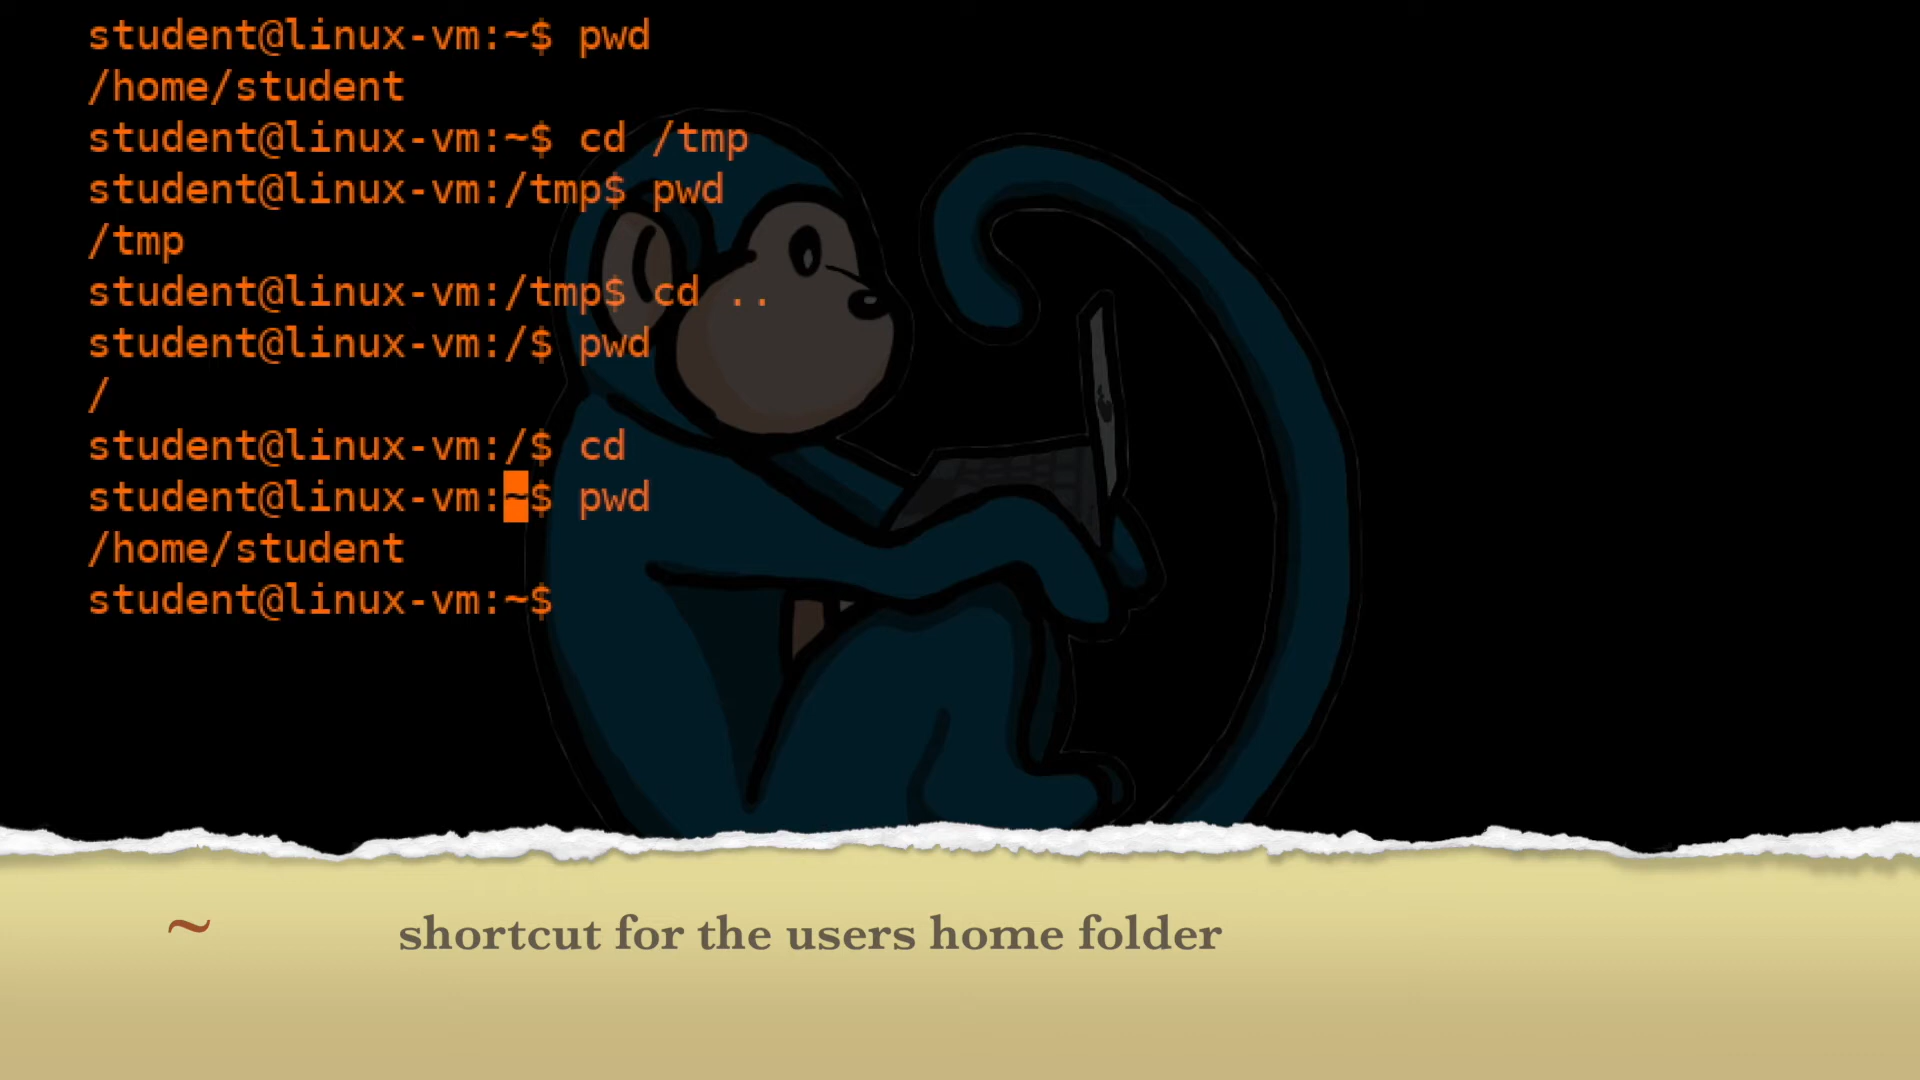 student@linux-vm:~$ pwd
/home/student
student@linux-vm:~$ cd /tmp
student@linux-vm:/tmp$ pwd
/tmp
student@linux-vm:/tmp$ cd ..
student@linux-vm:/$ pwd
/
student@linux-vm:/$ cd
student@linux-vm:~$ pwd
/home/student
student@linux-vm:~$
~ shortcut for the users home folder